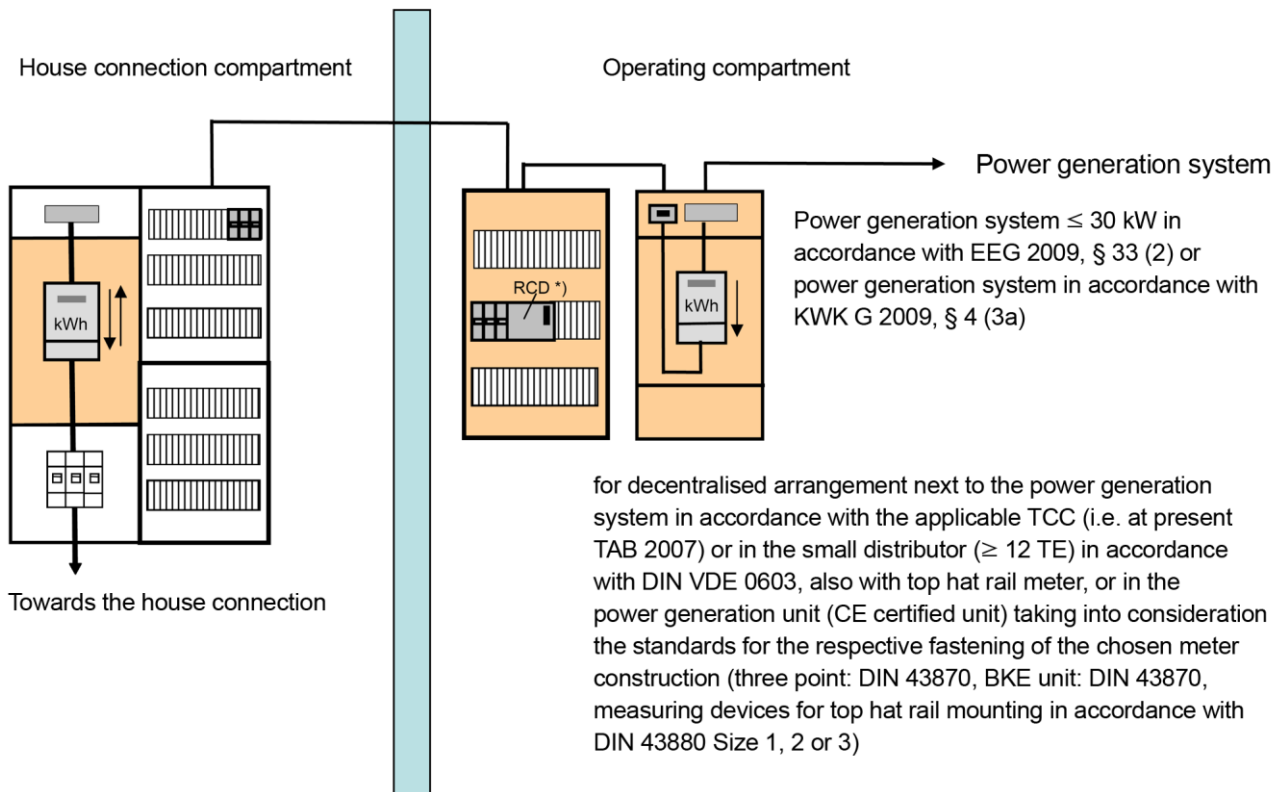 House connection compartment
Operating compartment
Power generation system
Power generation system ≤ 30 kW in
accordance with EEG 2009, § 33 (2) or
power generation system in accordance with
KWK G 2009, § 4 (3a)
RCD *)
kWh
kWh
for decentralised arrangement next to the power generation
system in accordance with the applicable TCC (i.e. at present
TAB 2007) or in the small distributor (≥ 12 TE) in accordance
with DIN VDE 0603, also with top hat rail meter, or in the
power generation unit (CE certified unit) taking into consideration
the standards for the respective fastening of the chosen meter
construction (three point: DIN 43870, BKE unit: DIN 43870,
measuring devices for top hat rail mounting in accordance with
DIN 43880 Size 1, 2 or 3)
Towards the house connection